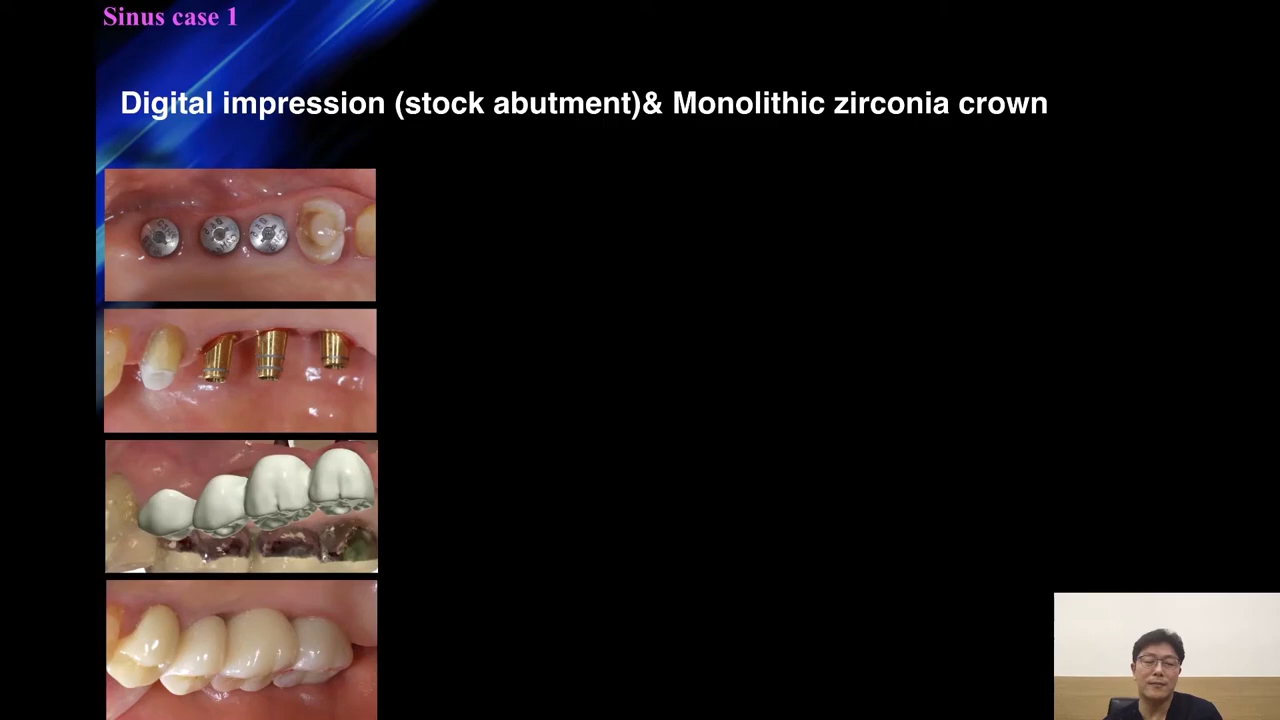 Sinus case 1
Digital impression (stock abutment)& Monolithic zirconia crown